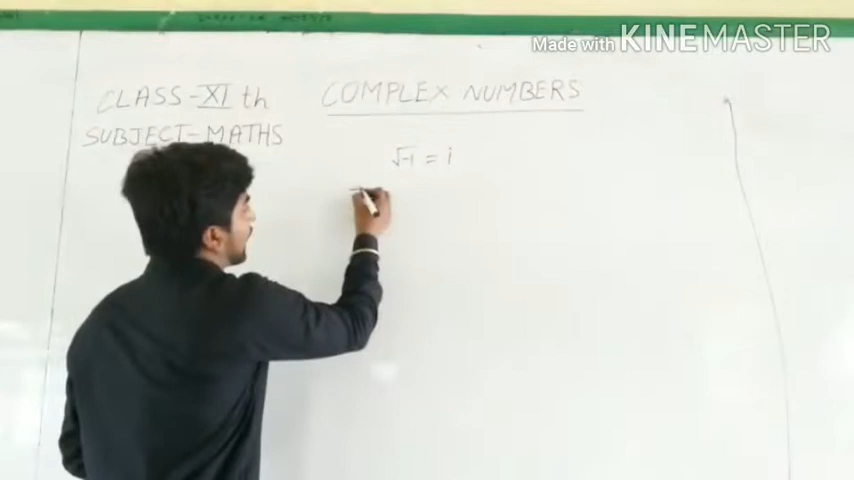 Made with KINEMASTER
CLASS-XI th
SUBJECT-MATHS
COMPLEX NUMBERS
√-1 = i